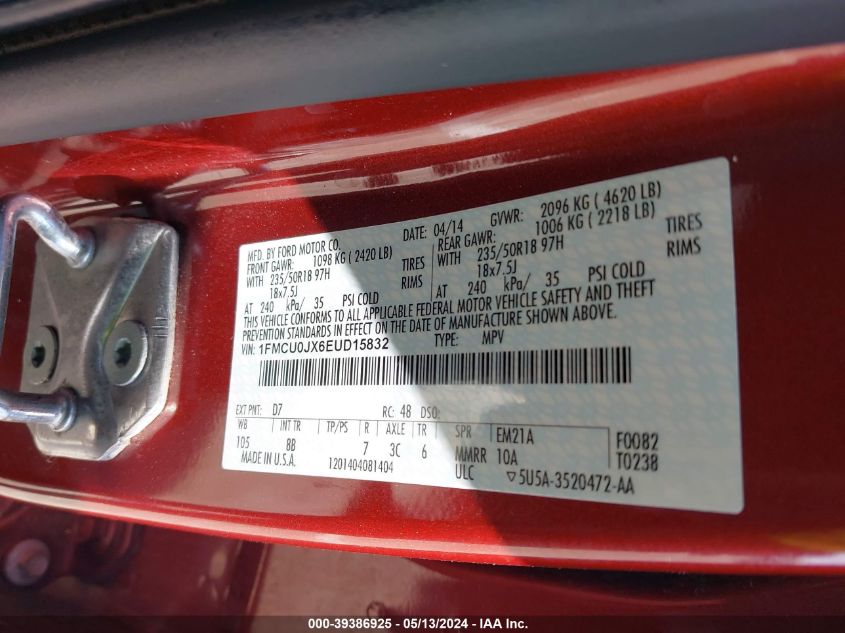 MFD. BY FORD MOTOR CO.
DATE: 04/14 GVWR: 2096 KG ( 4620 LB)
FRONT GAWR: 1098 KG ( 2420 LB)
REAR GAWR: 1006 KG ( 2218 LB)
WITH 235/50R18 97H TIRES
WITH 235/50R18 97H TIRES
18x7.5J RIMS
18x7.5J RIMS
AT 240 kPa/ 35 PSI COLD
AT 240 kPa/ 35 PSI COLD
THIS VEHICLE CONFORMS TO ALL APPLICABLE FEDERAL MOTOR VEHICLE SAFETY AND THEFT
PREVENTION STANDARDS IN EFFECT ON THE DATE OF MANUFACTURE SHOWN ABOVE.
VIN: 1FMCU0JX6EUD15832 TYPE: MPV
EXT PNT: D7 RC: 48 DSO:
WB INT TR TP/PS R AXLE TR SPR EM21A F0082
105 8B 7 3C 6 MMRR 10A T0238
MADE IN U.S.A. 1201404081404 ULC ▽5U5A-3520472-AA
000-39386925 - 05/13/2024 - IAA Inc.